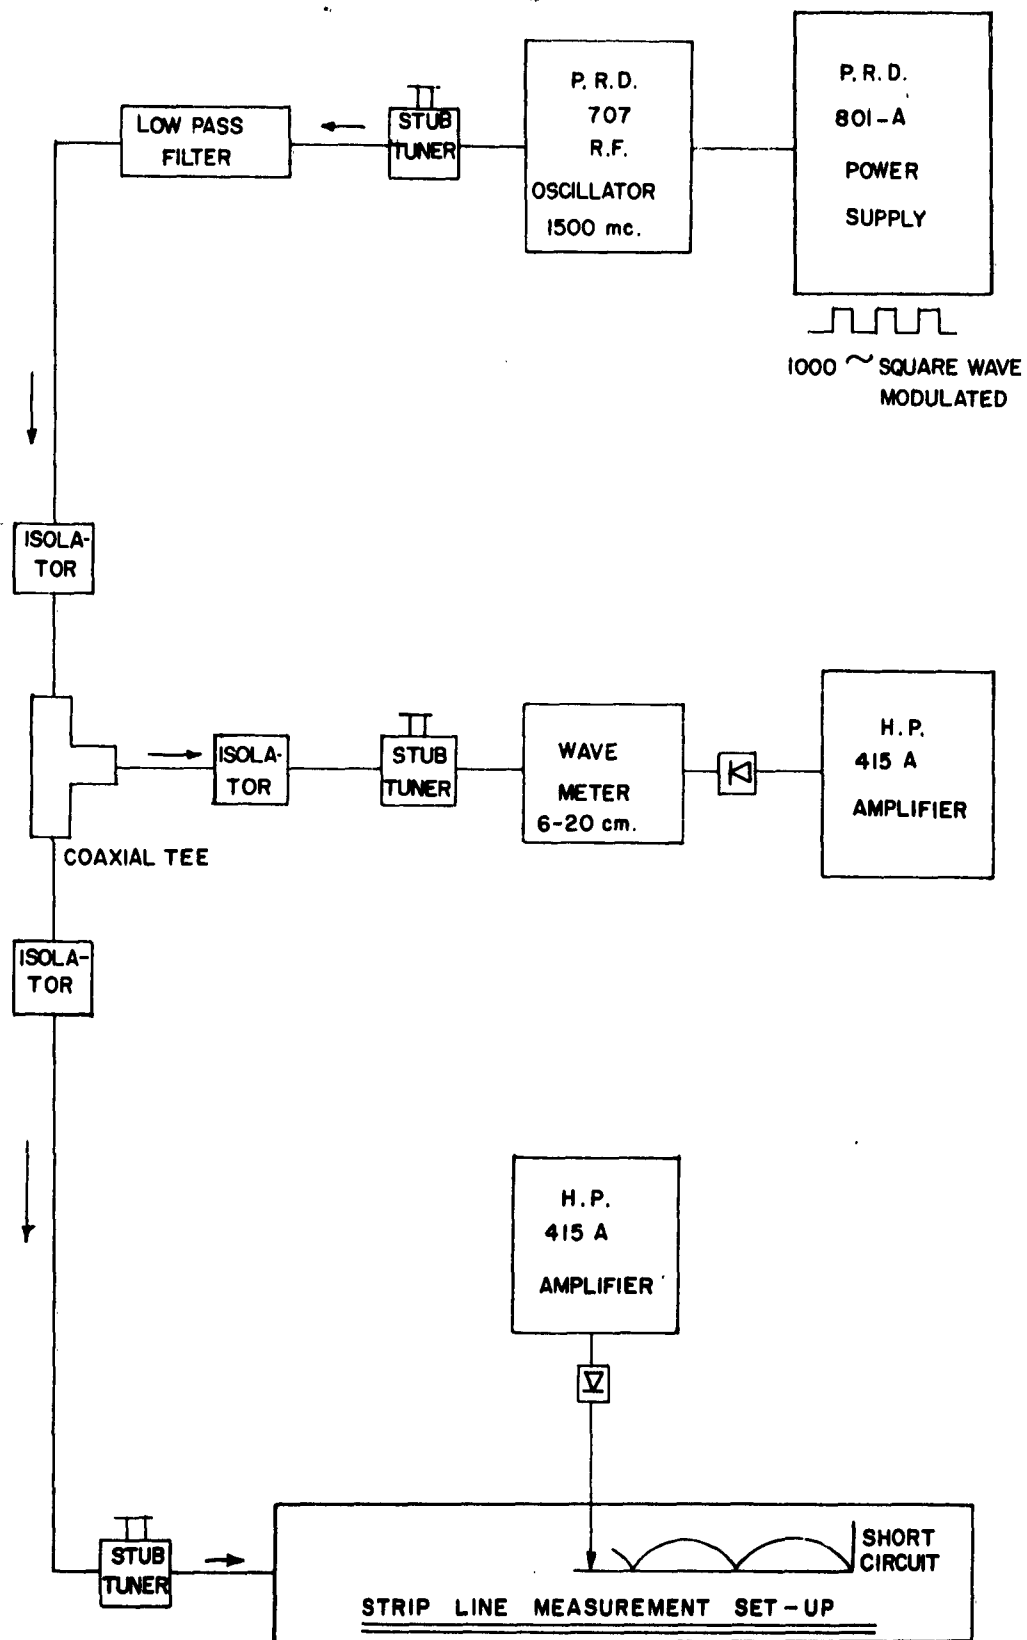 P. R. D.
801-A
POWER
SUPPLY
1000 ~ SQUARE WAVE
MODULATED
P. R. D.
707
R.F.
OSCILLATOR
1500 mc.
STUB
TUNER
LOW PASS
FILTER
ISOLA-
TOR
COAXIAL TEE
ISOLA-
TOR
STUB
TUNER
WAVE
METER
6-20 cm.
H.P.
415 A
AMPLIFIER
ISOLA-
TOR
H.P.
415 A
AMPLIFIER
STUB
TUNER
SHORT
CIRCUIT
STRIP LINE MEASUREMENT SET-UP